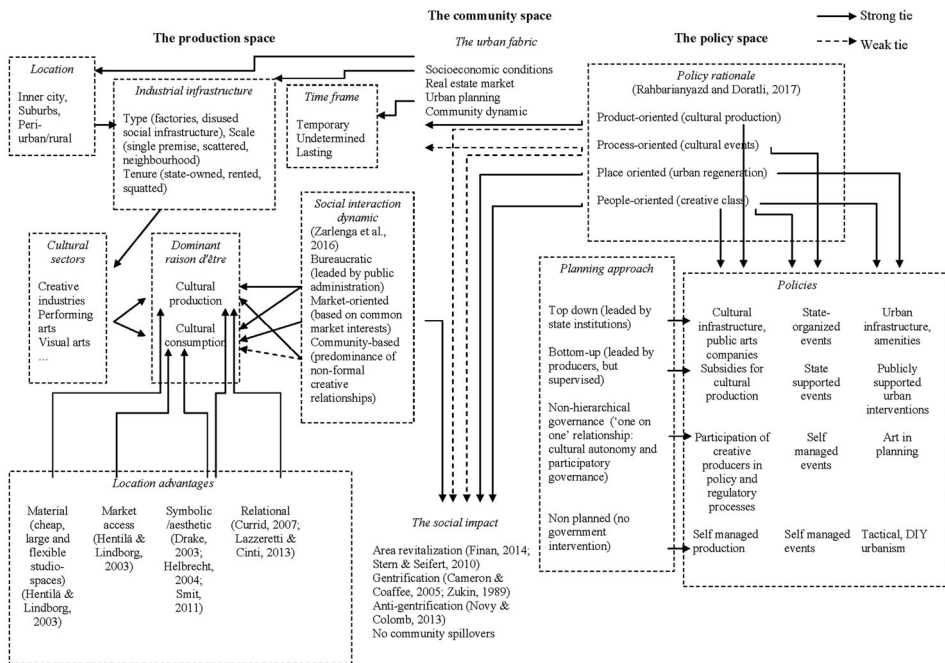 The community space
The production space
The policy space
Strong tie
Weak tie
The urban fabric
Socioeconomic conditions
Real estate market
Urban planning
Community dynamic
Location
Inner city,
Suburbs,
Peri-
urban/rural
Industrial infrastructure
Type (factories, disused
social infrastructure), Scale
(single premise, scattered,
neighbourhood)
Tenure (state-owned, rented,
squatted)
Time frame
Temporary
Undetermined
Lasting
Policy rationale
(Rahbarianyazd and Doratli, 2017)
Product-oriented (cultural production)
Process-oriented (cultural events)
Place oriented (urban regeneration)
People-oriented (creative class)
Cultural
sectors
Creative
industries
Performing
arts
Visual arts
…
Dominant
raison d'être
Cultural
production
Cultural
consumption
Social interaction
dynamic
(Zarlenga et al.,
2016)
Bureaucratic
(leaded by public
administration)
Market-oriented
(based on common
market interests)
Community-based
(predominance of
non-formal
creative
relationships)
Planning approach
Top down (leaded by
state institutions)
Bottom-up (leaded by
producers, but
supervised)
Non-hierarchical
governance ('one on
one' relationship:
cultural autonomy and
participatory
governance)
Non planned (no
government
intervention)
Policies
Cultural
infrastructure,
public arts
companies
State-
organized
events
Urban
infrastructure,
amenities
Subsidies for
cultural
production
State
supported
events
Publicly
supported
urban
interventions
Participation of
creative
producers in
policy and
regulatory
processes
Self
managed
events
Art in
planning
Self managed
production
Self managed
events
Tactical, DIY
urbanism
Location advantages
Material
(cheap,
large and
flexible
studio-
spaces)
(Hentilä &
Lindborg,
2003)
Market
access
(Hentilä &
Lindborg,
2003)
Symbolic
/aesthetic
(Drake,
2003;
Helbrecht,
2004;
Smit,
2011)
Relational
(Currid, 2007;
Lazzeretti &
Cinti, 2013)
The social impact
Area revitalization (Finan, 2014;
Stern & Seifert, 2010)
Gentrification (Cameron &
Coaffee, 2005; Zukin, 1989)
Anti-gentrification (Novy &
Colomb, 2013)
No community spillovers